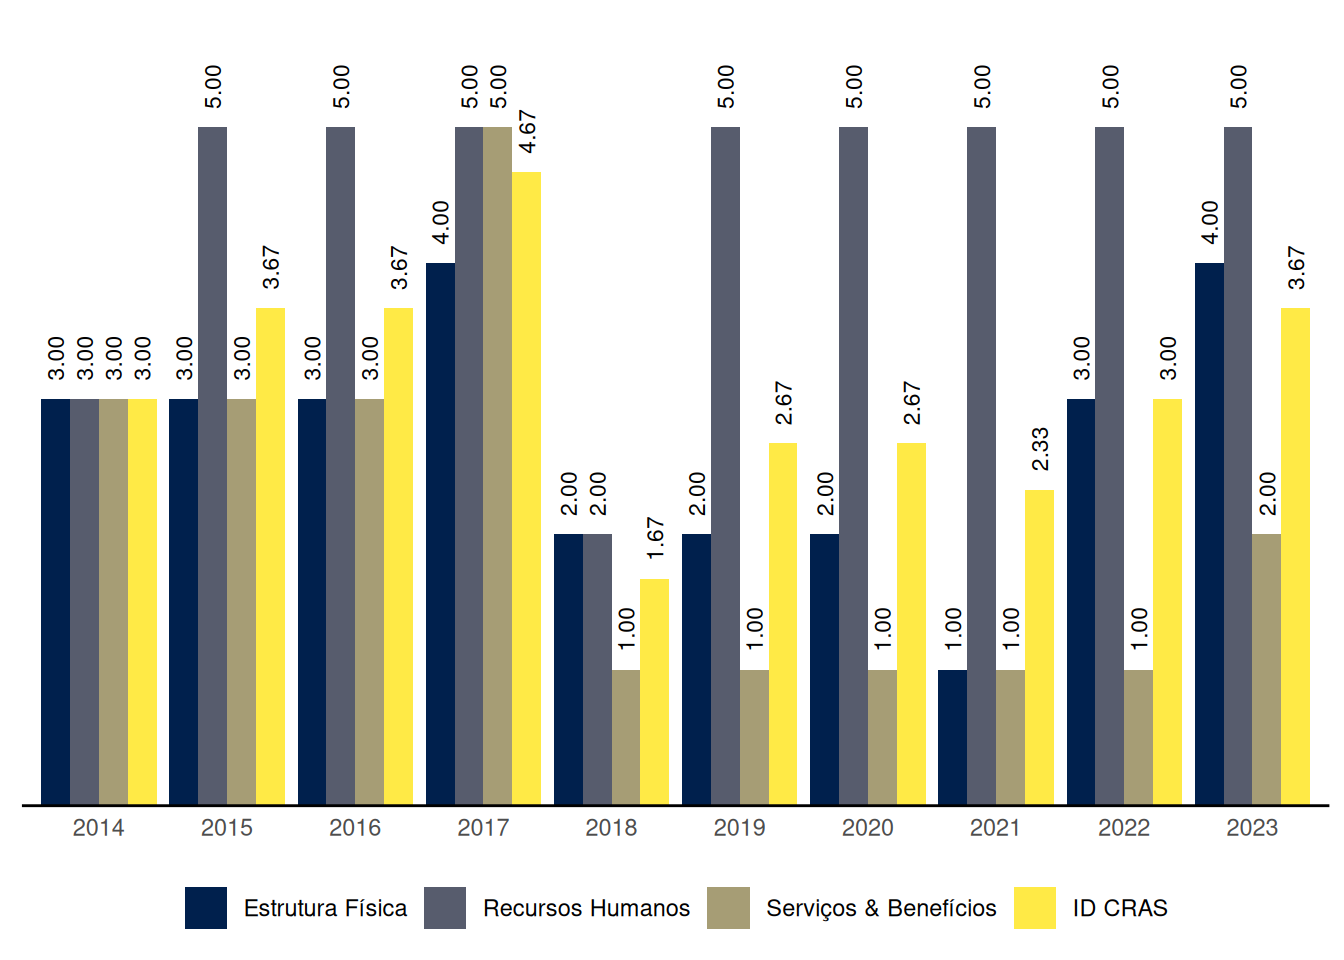 3.00 3.00 3.00 3.00 3.00 5.00 3.00 3.67 3.00 5.00 3.00 3.67 4.00 5.00 5.00 4.67 2.00 2.00 1.00 1.67 2.00 5.00 1.00 2.67 2.00 5.00 1.00 2.67 1.00 5.00 1.00 2.33 3.00 5.00 1.00 3.00 4.00 5.00 2.00 3.67
2014 2015 2016 2017 2018 2019 2020 2021 2022 2023
Estrutura Física Recursos Humanos Serviços & Benefícios ID CRAS